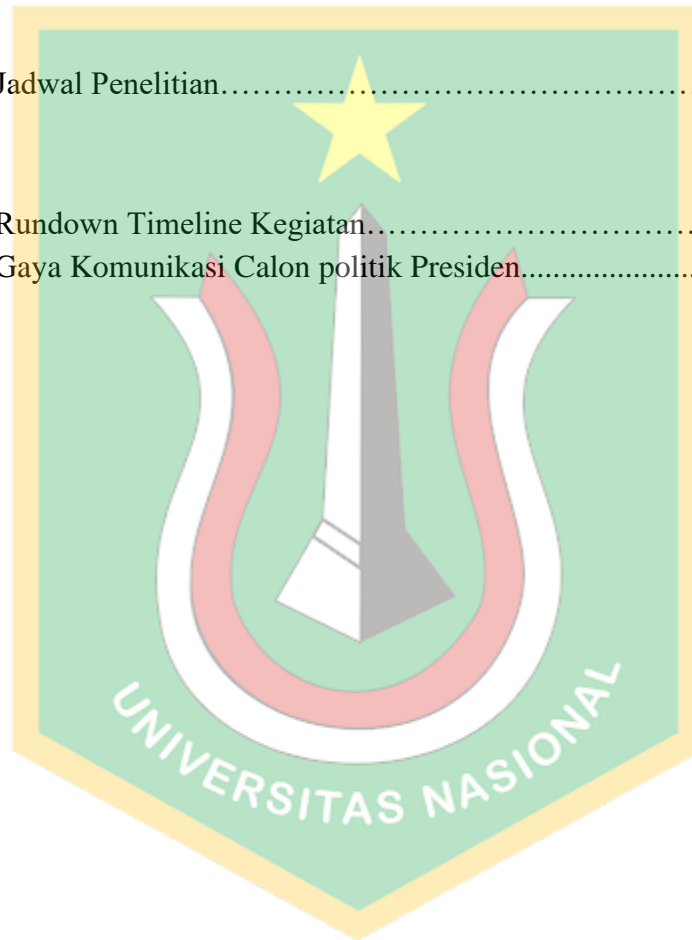 Jadwal Penelitian……………………………………
Rundown Timeline Kegiatan…………………………
Gaya Komunikasi Calon politik Presiden.....................
UNIVERSITAS NASIONAL